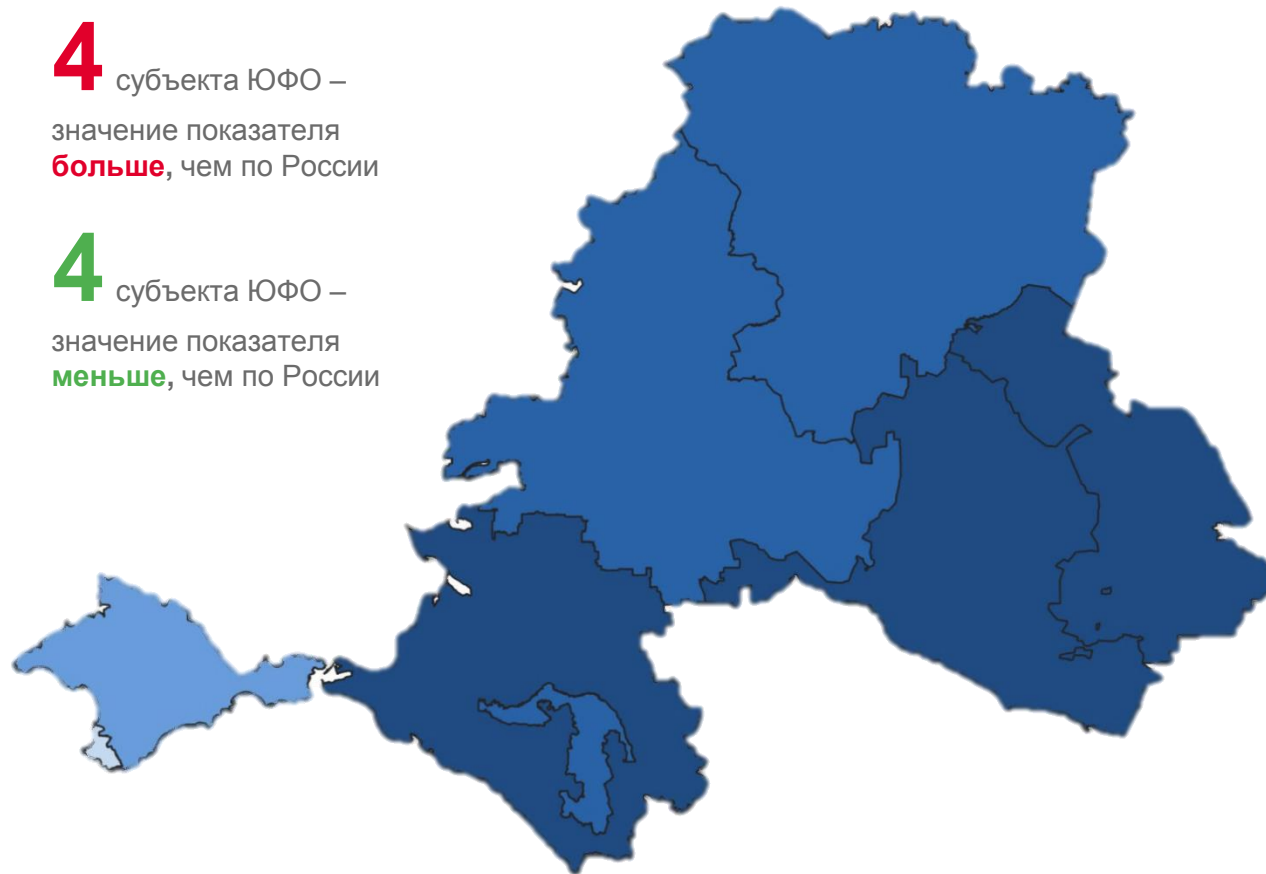 4 субъекта ЮФО –
значение показателя
больше, чем по России
4 субъекта ЮФО –
значение показателя
меньше, чем по России